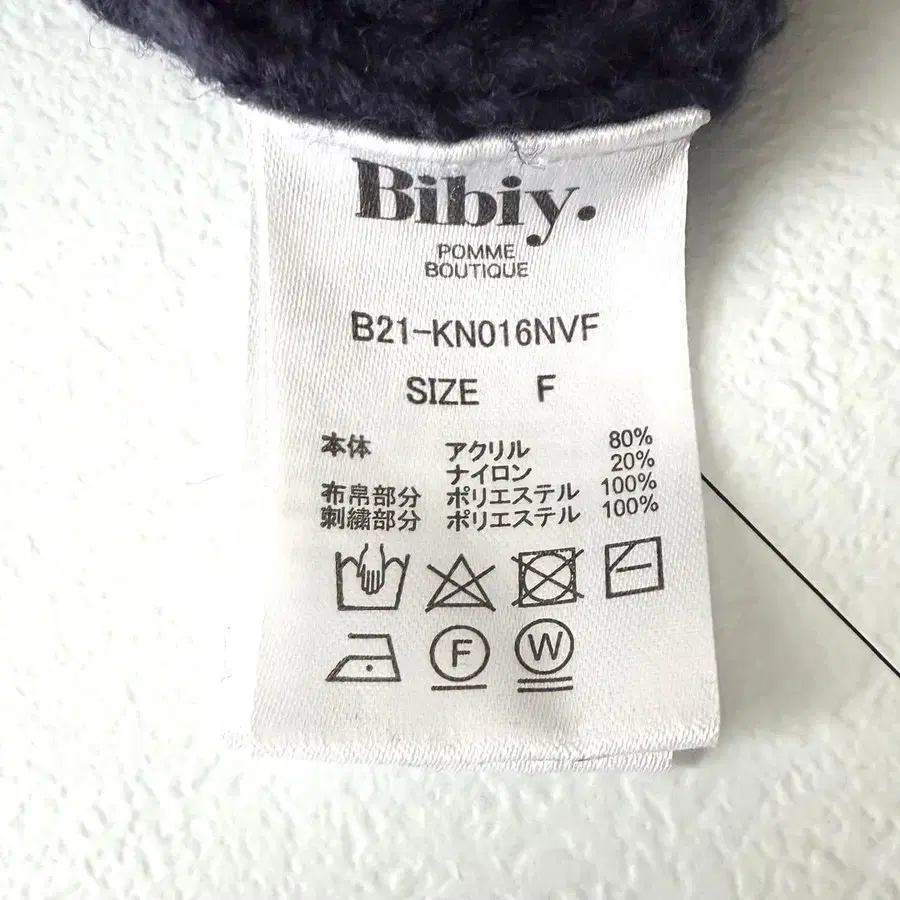 Bibiy.
POMME
BOUTIQUE
B21-KN016NVF
SIZE F
本体 アクリル 80%
ナイロン 20%
布帛部分 ポリエステル 100%
刺繍部分 ポリエステル 100%
F W